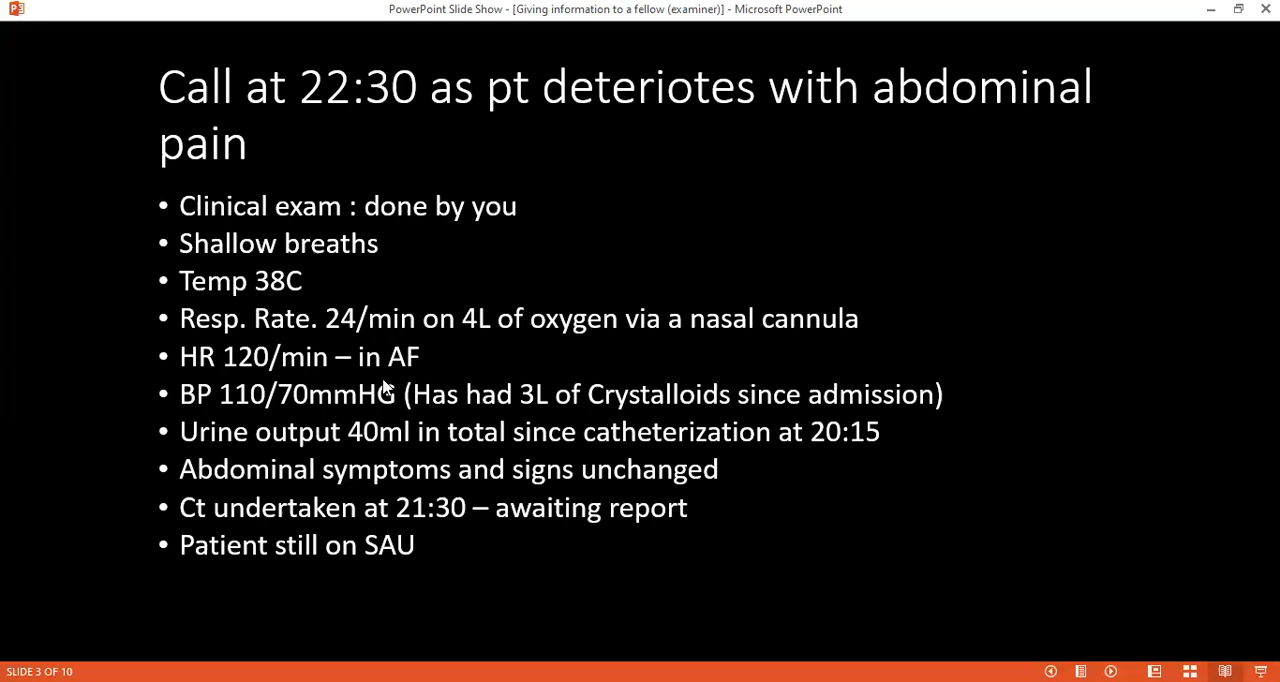 PowerPoint Slide Show - [Giving information to a fellow (examiner)] - Microsoft PowerPoint
Call at 22:30 as pt deteriotes with abdominal
pain
• Clinical exam : done by you
• Shallow breaths
• Temp 38C
• Resp. Rate. 24/min on 4L of oxygen via a nasal cannula
• HR 120/min – in AF
• BP 110/70mmHG (Has had 3L of Crystalloids since admission)
• Urine output 40ml in total since catheterization at 20:15
• Abdominal symptoms and signs unchanged
• Ct undertaken at 21:30 – awaiting report
• Patient still on SAU
SLIDE 3 OF 10